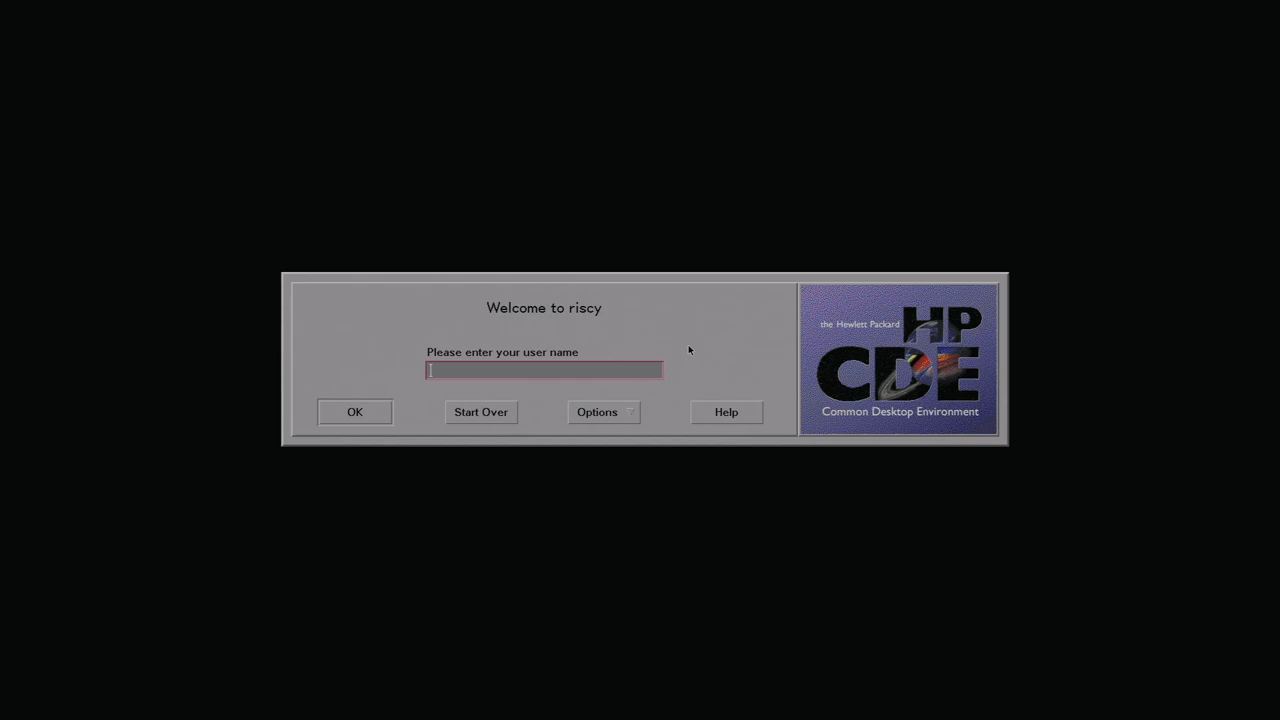 Welcome to riscy
Please enter your user name
OK
Start Over
Options
Help
the Hewlett Packard HP
CDE
Common Desktop Environment